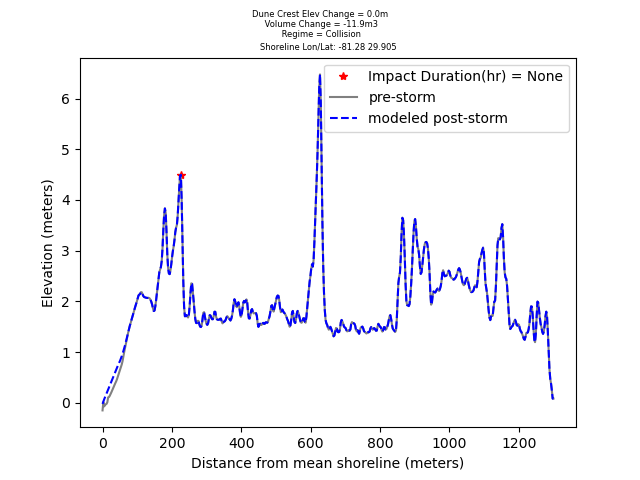 Dune Crest Elev Change = 0.0m
Volume Change = -11.9m3
Regime = Collision
Shoreline Lon/Lat: -81.28 29.905
Impact Duration(hr) = None
pre-storm
modeled post-storm
Elevation (meters)
6
5
4
3
2
1
0
0 200 400 600 800 1000 1200
Distance from mean shoreline (meters)